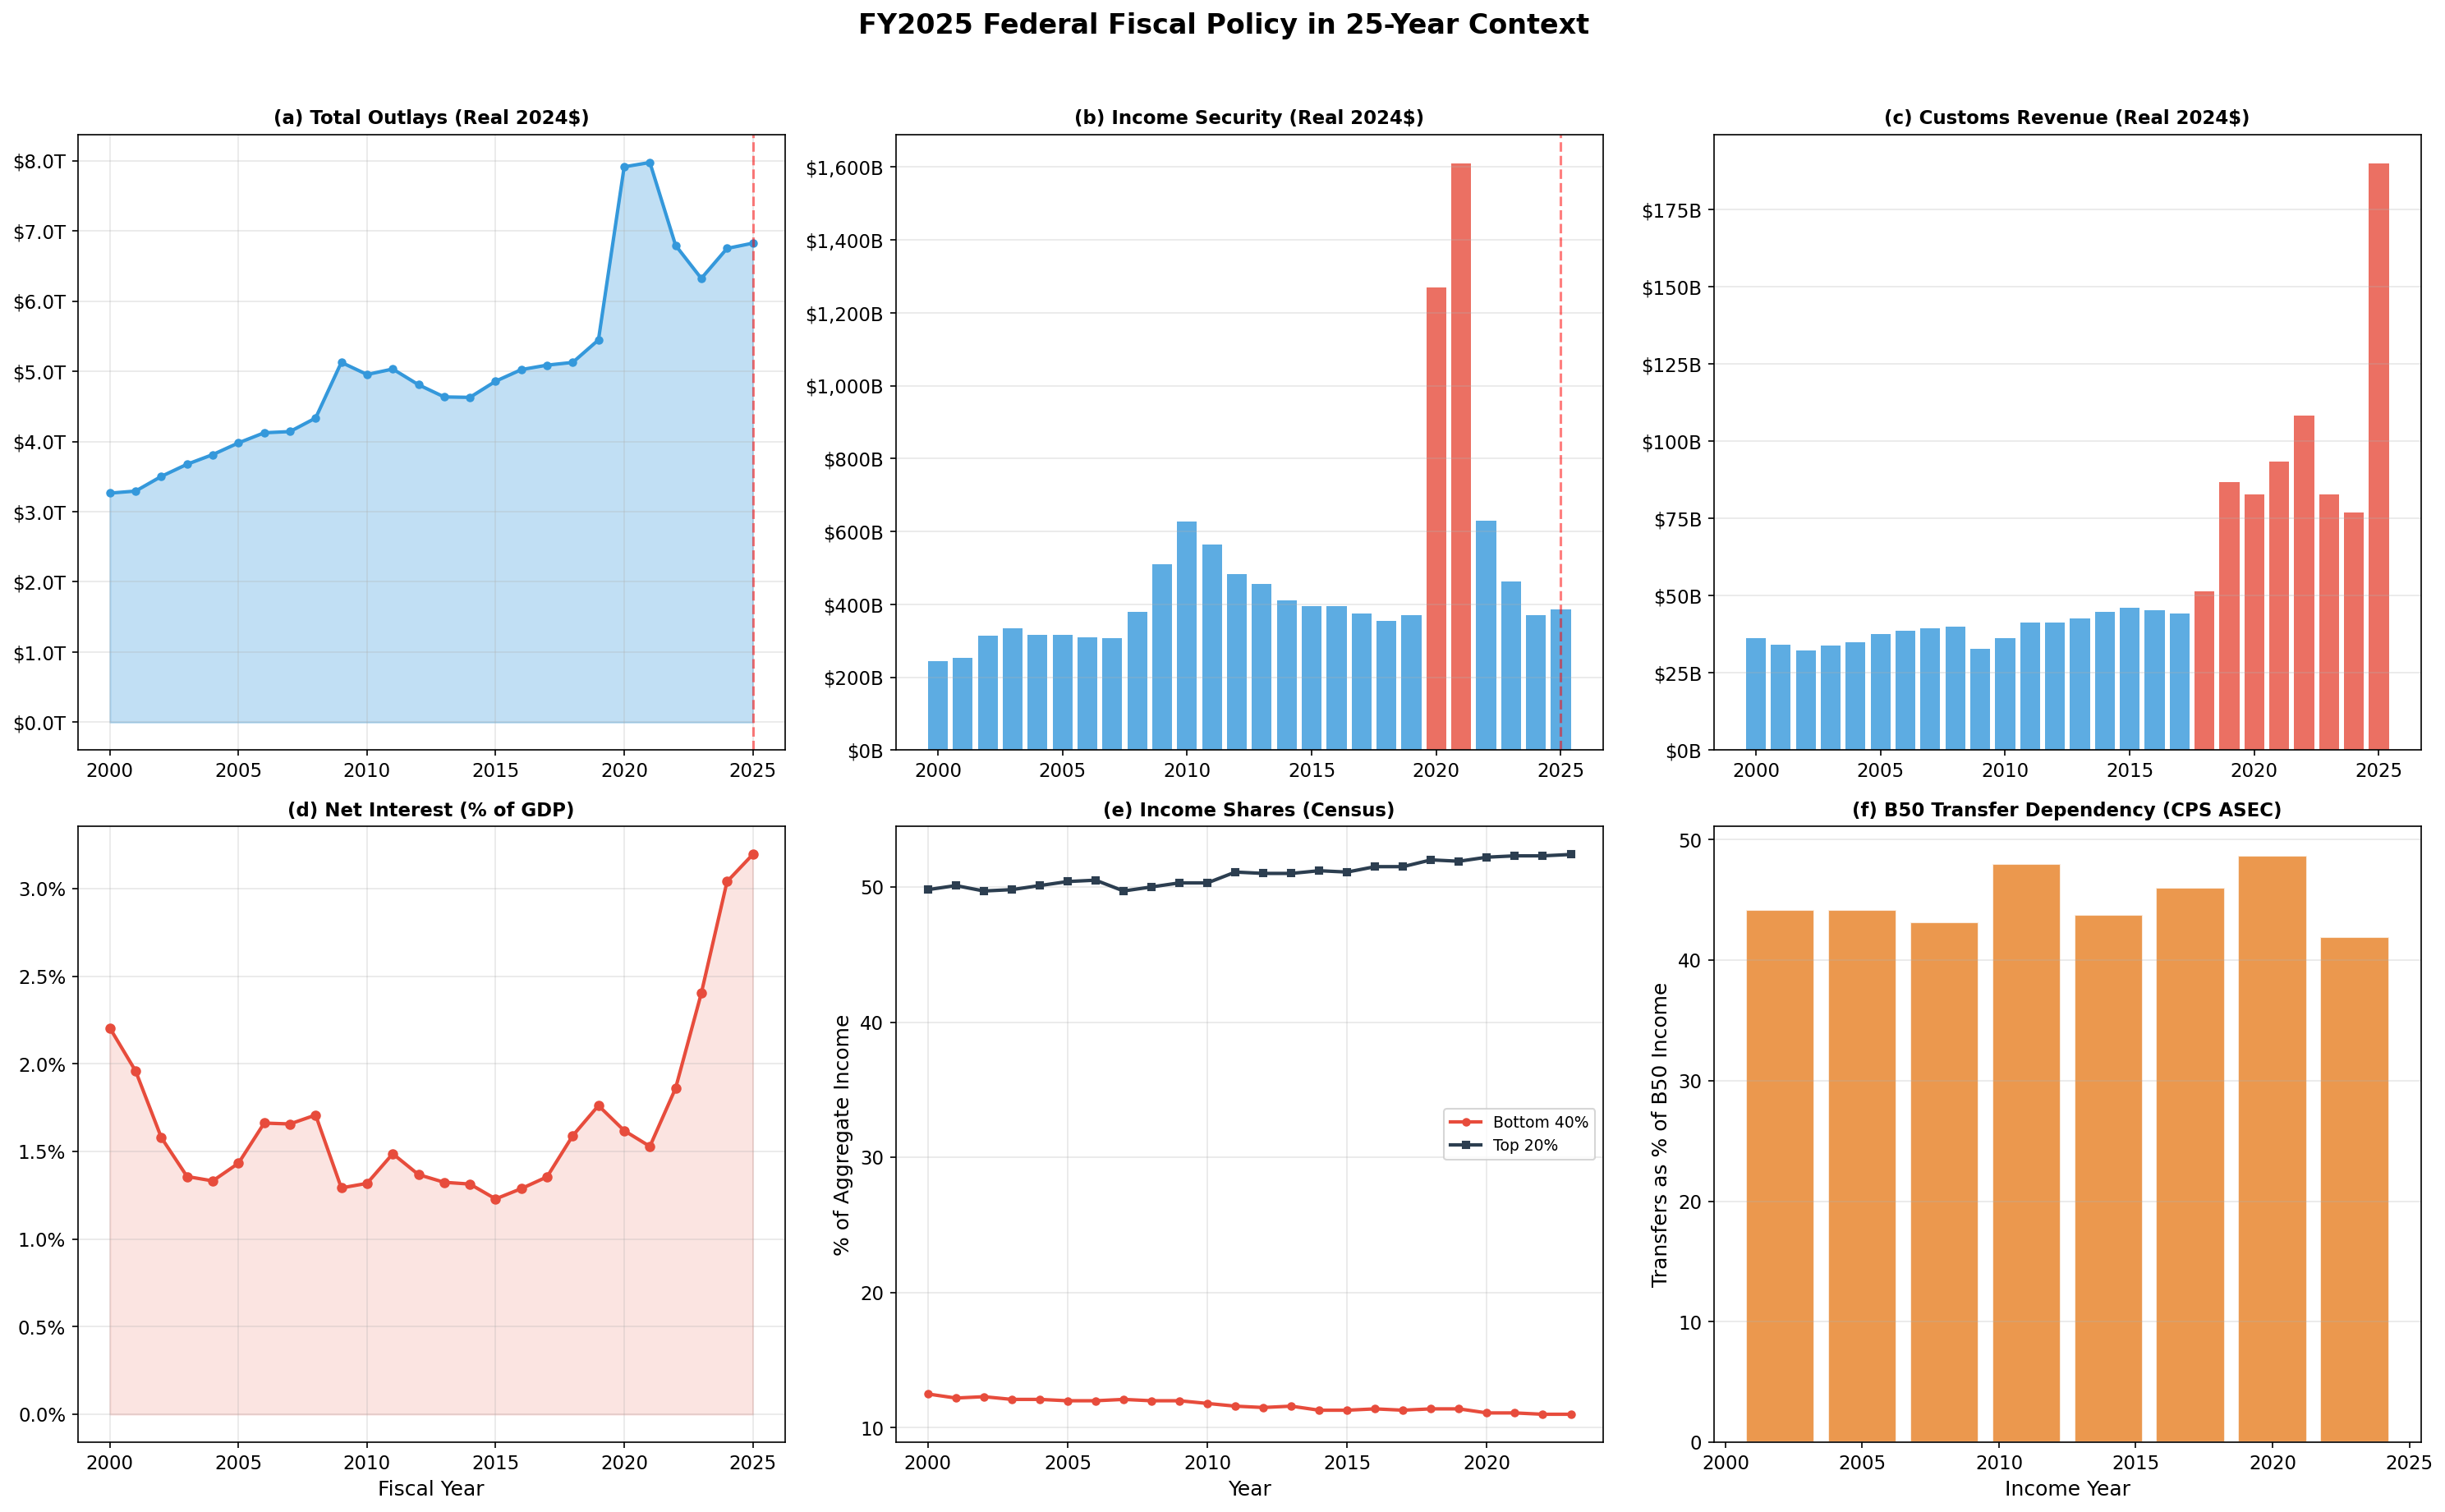 FY2025 Federal Fiscal Policy in 25-Year Context
(a) Total Outlays (Real 2024$)
$8.0T
$7.0T
$6.0T
$5.0T
$4.0T
$3.0T
$2.0T
$1.0T
$0.0T
2000 2005 2010 2015 2020 2025
(b) Income Security (Real 2024$)
$1,600B
$1,400B
$1,200B
$1,000B
$800B
$600B
$400B
$200B
$0B
2000 2005 2010 2015 2020 2025
(c) Customs Revenue (Real 2024$)
$175B
$150B
$125B
$100B
$75B
$50B
$25B
$0B
2000 2005 2010 2015 2020 2025
(d) Net Interest (% of GDP)
3.0%
2.5%
2.0%
1.5%
1.0%
0.5%
0.0%
2000 2005 2010 2015 2020 2025
Fiscal Year
(e) Income Shares (Census)
% of Aggregate Income
50
40
30
20
10
Bottom 40%
Top 20%
2000 2005 2010 2015 2020
Year
(f) B50 Transfer Dependency (CPS ASEC)
Transfers as % of B50 Income
50
40
30
20
10
0
2000 2005 2010 2015 2020 2025
Income Year